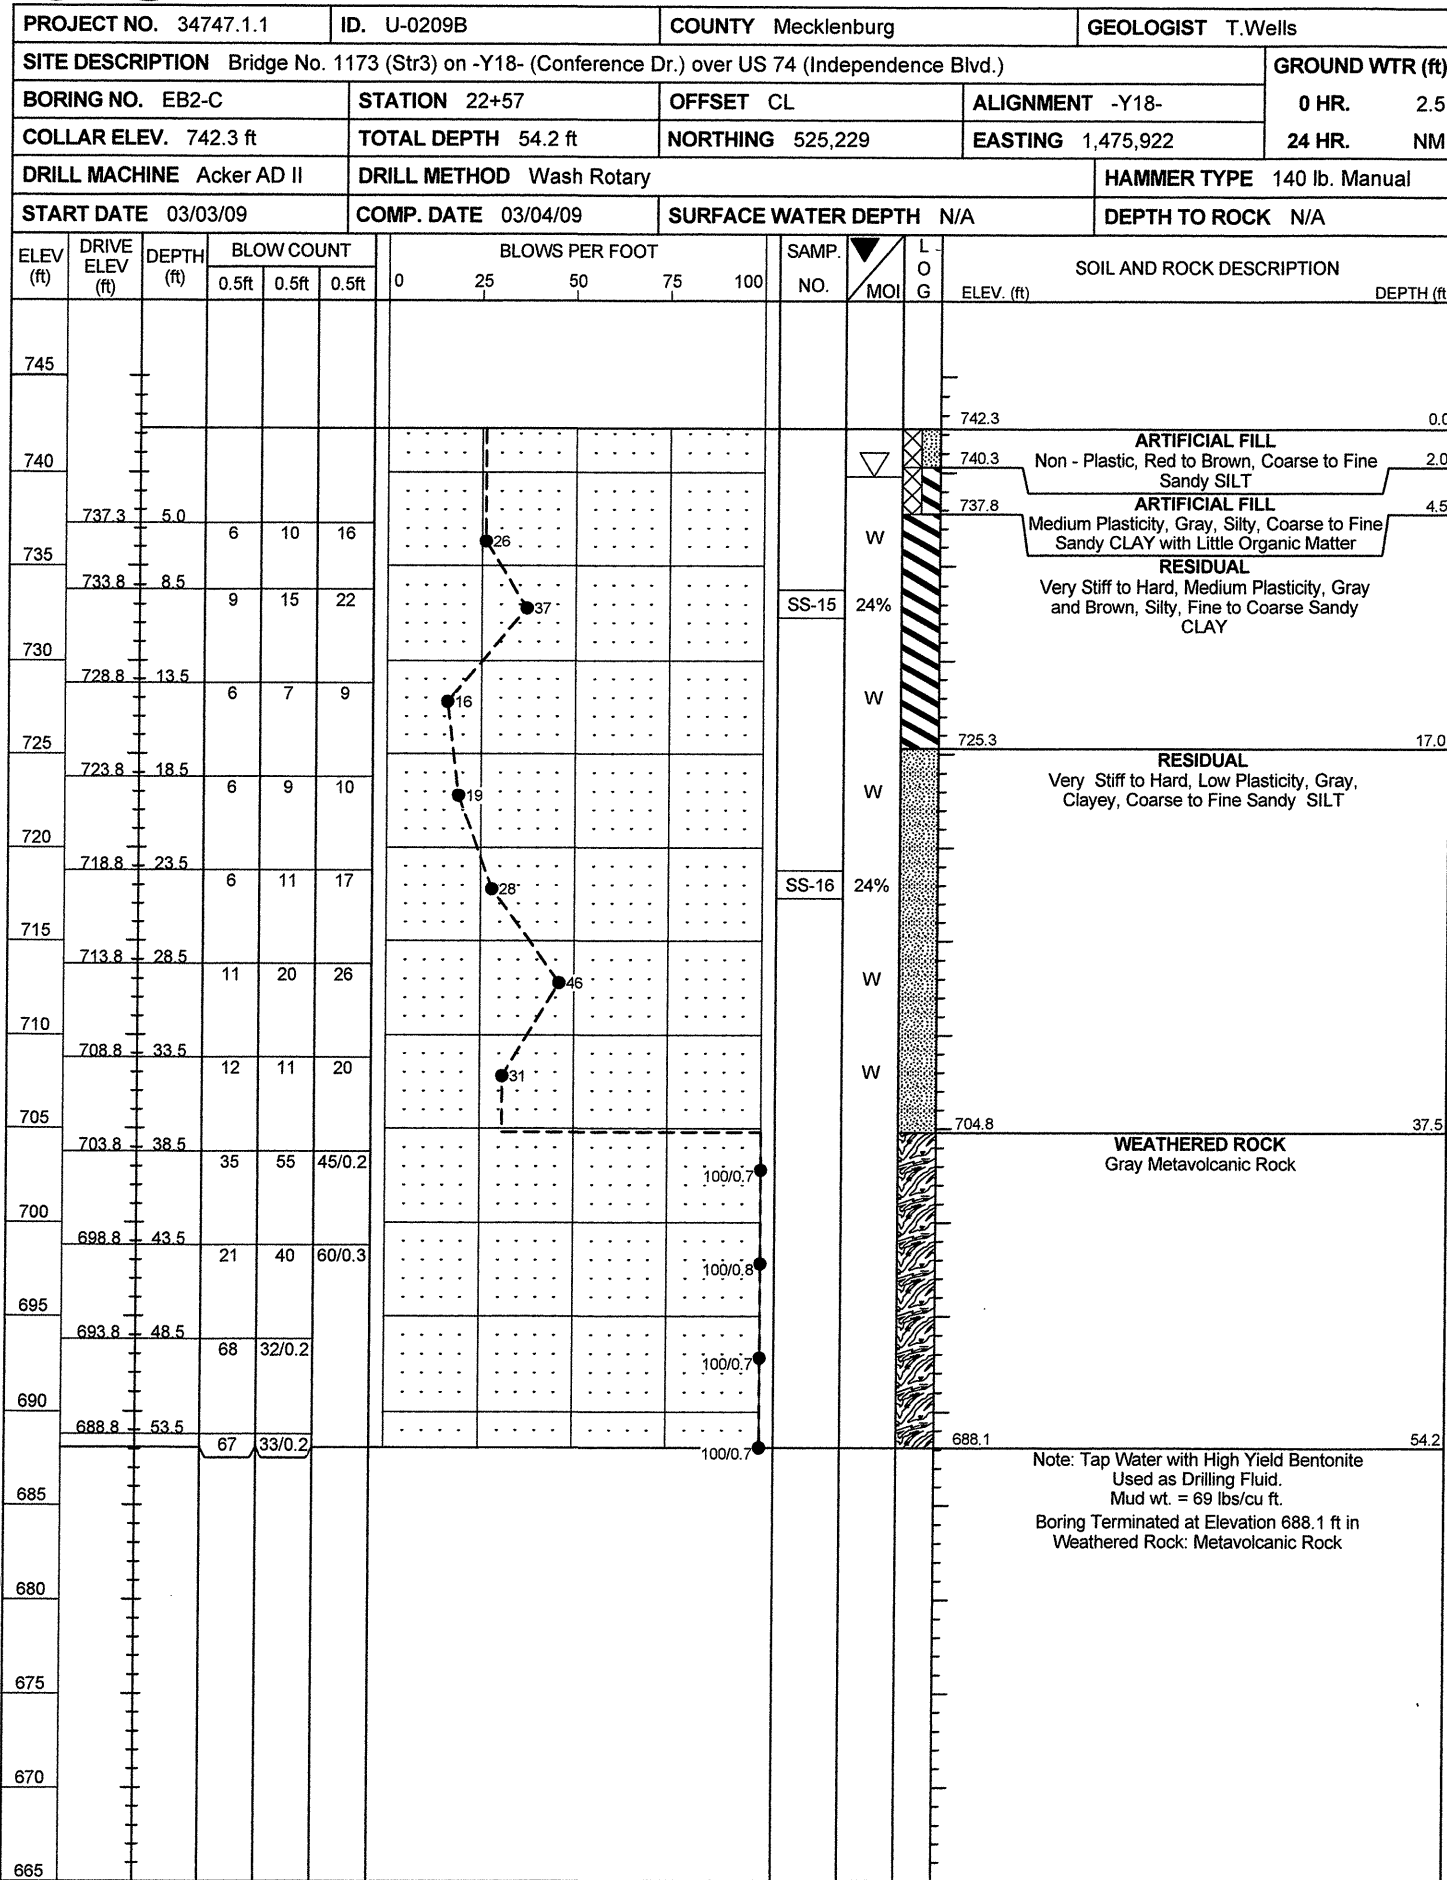 PROJECT NO. 34747.1.1 ID. U-0209B COUNTY Mecklenburg GEOLOGIST T.Wells
SITE DESCRIPTION Bridge No. 1173 (Str3) on -Y18- (Conference Dr.) over US 74 (Independence Blvd.) GROUND WTR (ft)
BORING NO. EB2-C STATION 22+57 OFFSET CL ALIGNMENT -Y18- 0 HR. 2.5
COLLAR ELEV. 742.3 ft TOTAL DEPTH 54.2 ft NORTHING 525,229 EASTING 1,475,922 24 HR. NM
DRILL MACHINE Acker AD II DRILL METHOD Wash Rotary HAMMER TYPE 140 lb. Manual
START DATE 03/03/09 COMP. DATE 03/04/09 SURFACE WATER DEPTH N/A DEPTH TO ROCK N/A
ELEV (ft) DRIVE ELEV (ft) DEPTH (ft) BLOW COUNT BLOWS PER FOOT SAMP. NO. MOI LOG SOIL AND ROCK DESCRIPTION
0.5ft 0.5ft 0.5ft 0 25 50 75 100 ELEV. (ft) DEPTH (ft
745
742.3 0.0
ARTIFICIAL FILL
740 740.3 Non - Plastic, Red to Brown, Coarse to Fine 2.0
Sandy SILT
737.8 ARTIFICIAL FILL 4.5
737.3 5.0 Medium Plasticity, Gray, Silty, Coarse to Fine
6 10 16 26 W Sandy CLAY with Little Organic Matter
735 RESIDUAL
733.8 8.5 Very Stiff to Hard, Medium Plasticity, Gray
9 15 22 37 SS-15 24% and Brown, Silty, Fine to Coarse Sandy
CLAY
730
728.8 13.5
6 7 9 16 W
725 725.3 17.0
RESIDUAL
723.8 18.5 Very Stiff to Hard, Low Plasticity, Gray,
6 9 10 19 W Clayey, Coarse to Fine Sandy SILT
720
718.8 23.5
6 11 17 28 SS-16 24%
715
713.8 28.5
11 20 26 46 W
710
708.8 33.5
12 11 20 31 W
705 704.8 37.5
703.8 38.5 WEATHERED ROCK
35 55 45/0.2 100/0.7 Gray Metavolcanic Rock
700
698.8 43.5
21 40 60/0.3 100/0.8
695
693.8 48.5
68 32/0.2 100/0.7
690
688.8 53.5
67 33/0.2 100/0.7 688.1 54.2
Note: Tap Water with High Yield Bentonite
Used as Drilling Fluid.
685 Mud wt. = 69 lbs/cu ft.
Boring Terminated at Elevation 688.1 ft in
Weathered Rock: Metavolcanic Rock
680
675
670
665